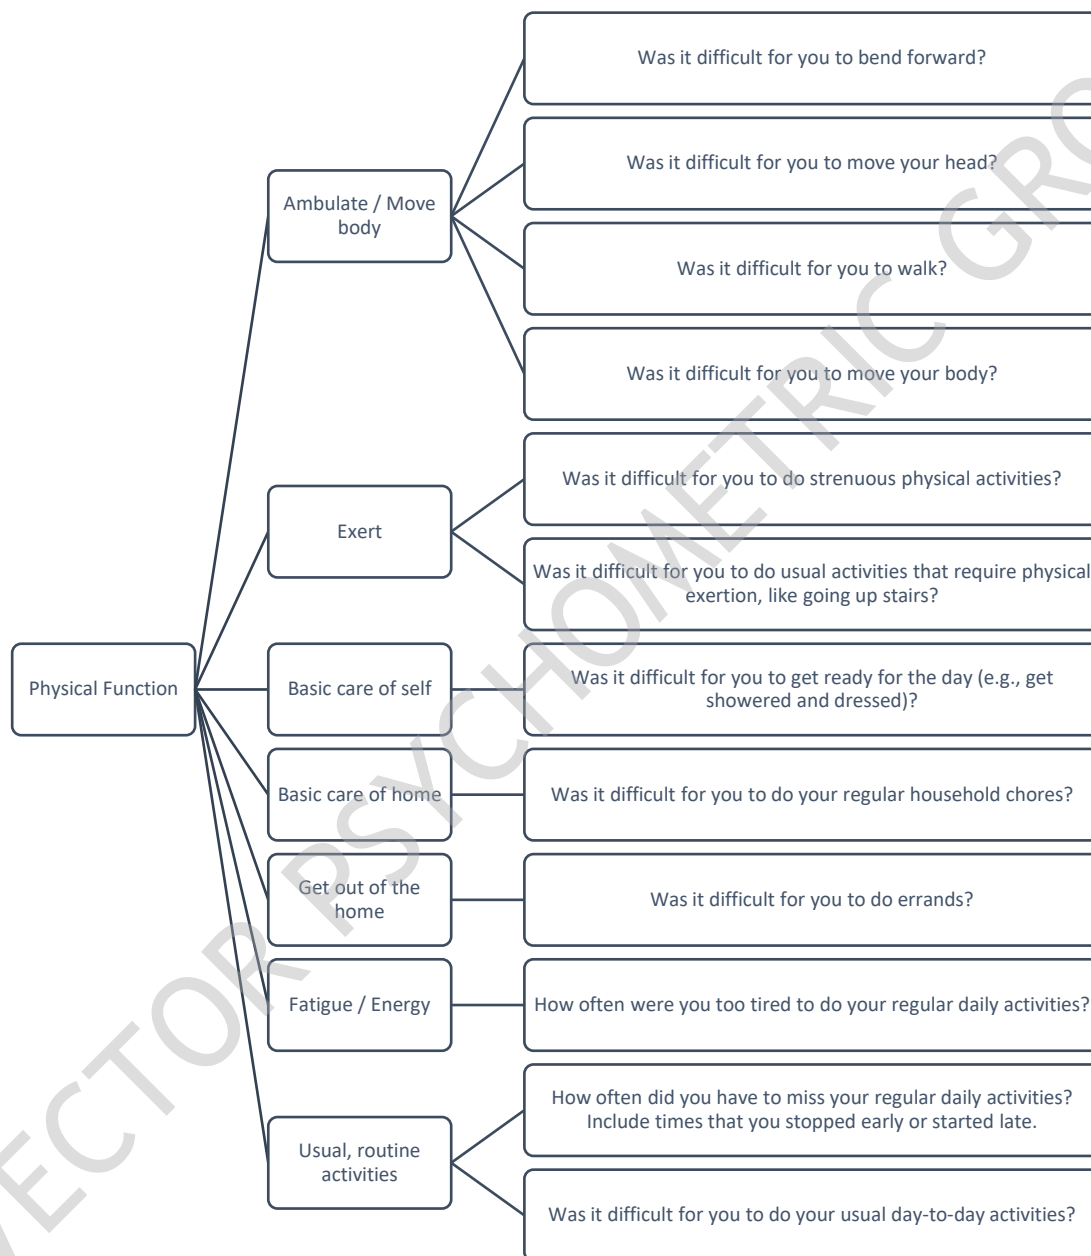 Physical Function
Ambulate / Move
body
Was it difficult for you to bend forward?
Was it difficult for you to move your head?
Was it difficult for you to walk?
Was it difficult for you to move your body?
Exert
Was it difficult for you to do strenuous physical activities?
Was it difficult for you to do usual activities that require physical
exertion, like going up stairs?
Basic care of self
Was it difficult for you to get ready for the day (e.g., get
showered and dressed)?
Basic care of home
Was it difficult for you to do your regular household chores?
Get out of the
home
Was it difficult for you to do errands?
Fatigue / Energy
How often were you too tired to do your regular daily activities?
Usual, routine
activities
How often did you have to miss your regular daily activities?
Include times that you stopped early or started late.
Was it difficult for you to do your usual day-to-day activities?
VECTOR PSYCHOMETRIC GRO